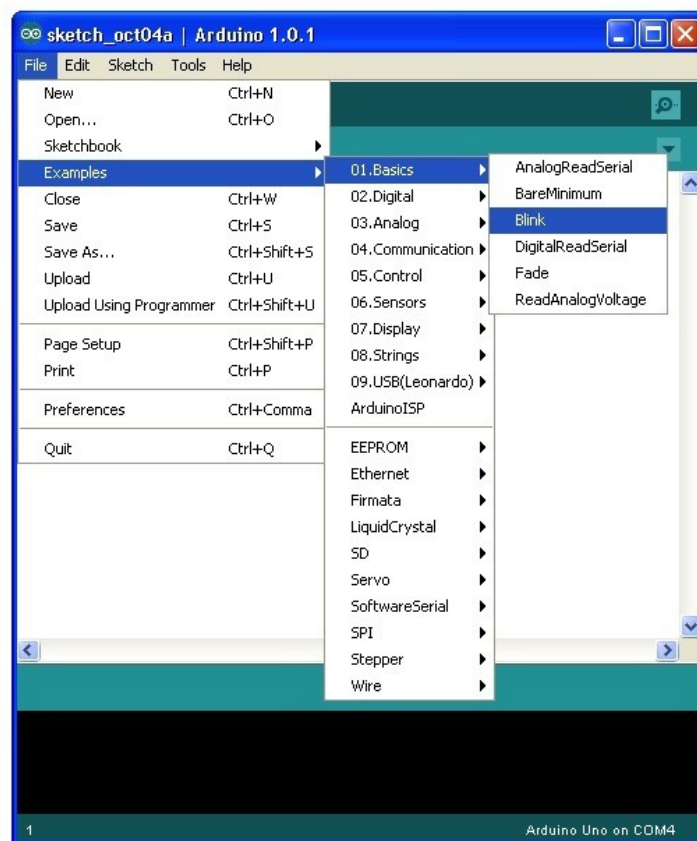 sketch_oct04a | Arduino 1.0.1
File Edit Sketch Tools Help
New Ctrl+N
Open... Ctrl+O
Sketchbook
Examples
Close Ctrl+W
Save Ctrl+S
Save As... Ctrl+Shift+S
Upload Ctrl+U
Upload Using Programmer Ctrl+Shift+U
Page Setup Ctrl+Shift+P
Print Ctrl+P
Preferences Ctrl+Comma
Quit Ctrl+Q
01.Basics
02.Digital
03.Analog
04.Communication
05.Control
06.Sensors
07.Display
08.Strings
09.USB(Leonardo)
ArduinoISP
EEPROM
Ethernet
Firmata
LiquidCrystal
SD
Servo
SoftwareSerial
SPI
Stepper
Wire
AnalogReadSerial
BareMinimum
Blink
DigitalReadSerial
Fade
ReadAnalogVoltage
1 Arduino Uno on COM4